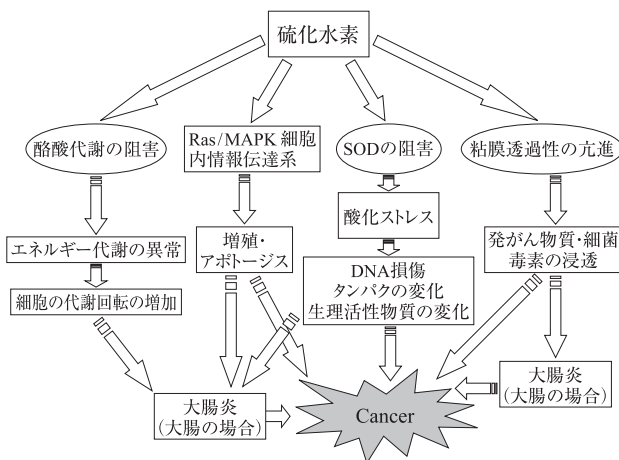 硫化水素
酪酸代謝の阻害
Ras/MAPK 細胞
内情報伝達系
SODの阻害
粘膜透過性の亢進
エネルギー代謝の異常
増殖・
アポトージス
酸化ストレス
発がん物質・細菌
毒素の浸透
細胞の代謝回転の増加
DNA損傷
タンパクの変化
生理活性物質の変化
大腸炎
(大腸の場合)
Cancer
大腸炎
(大腸の場合)